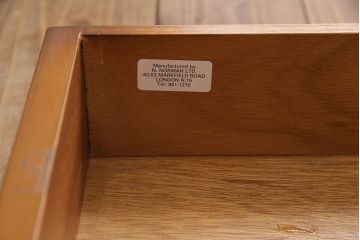 Manufactured by
N. NORMAN LTD.
43-53 MARKFIELD ROAD
LONDON N.15
Tel: 801-1216